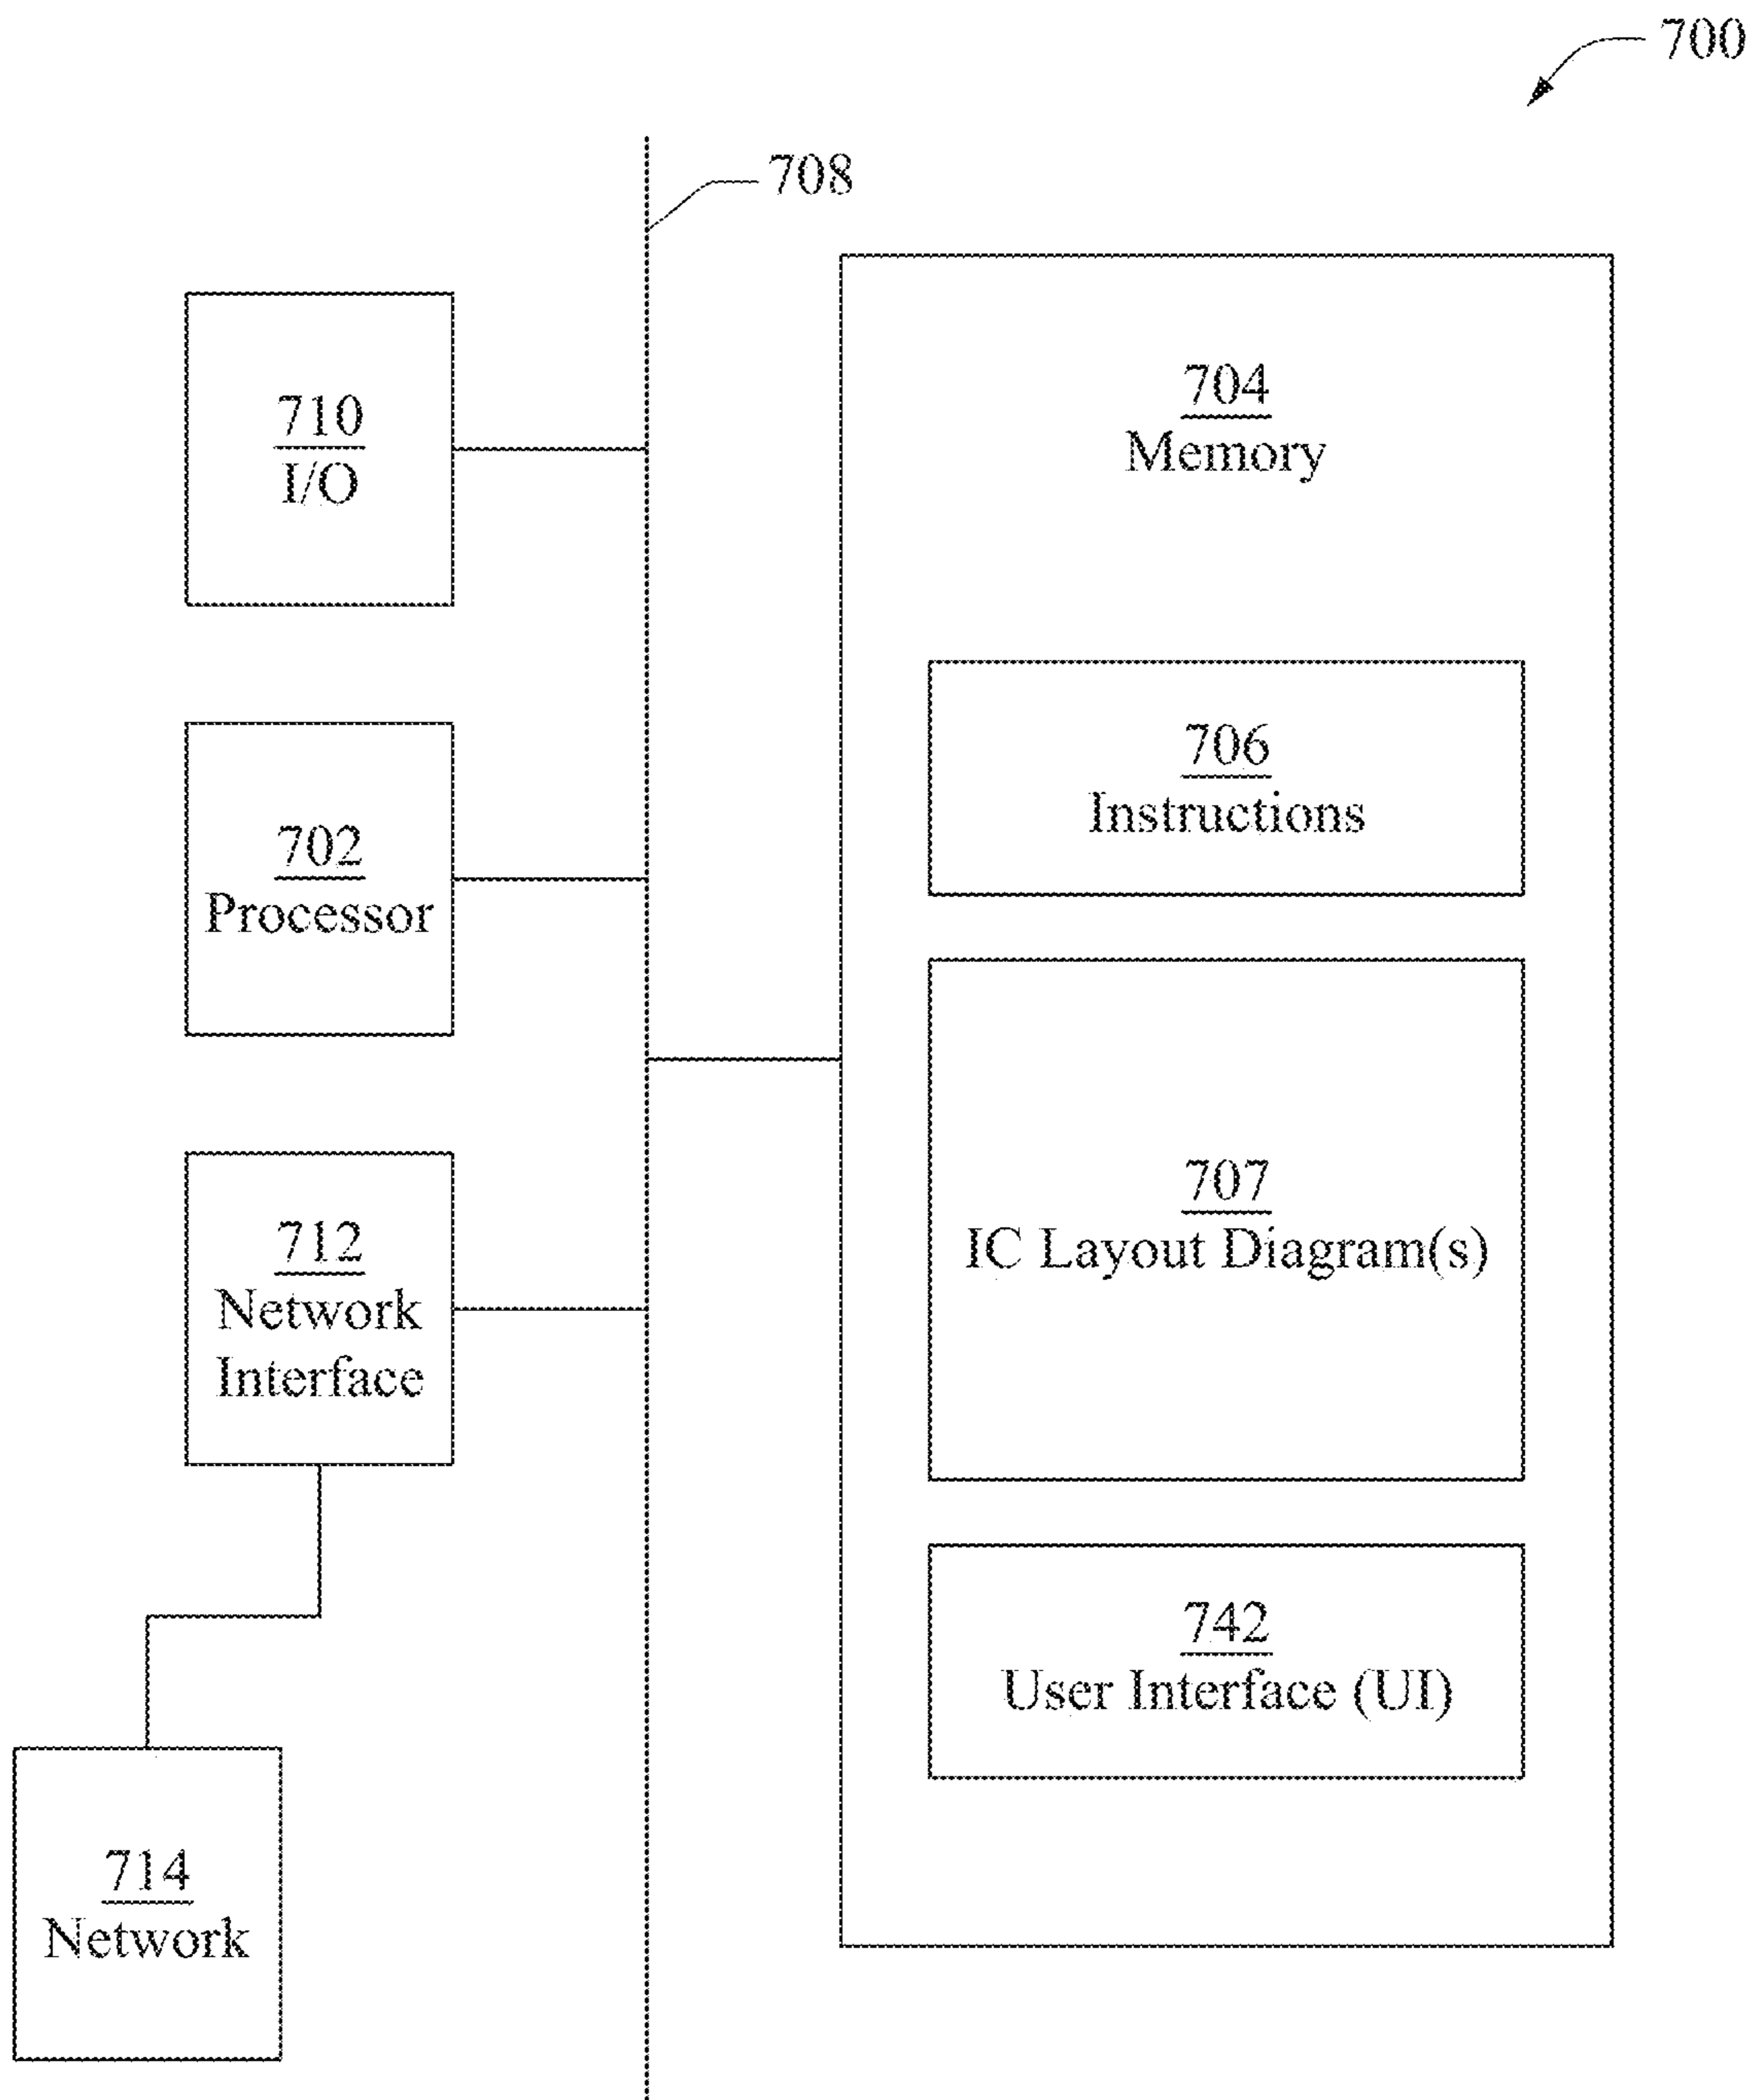 700
708
710
I/O
702
Processor
712
Network
Interface
714
Network
704
Memory
706
Instructions
707
IC Layout Diagram(s)
742
User Interface (UI)